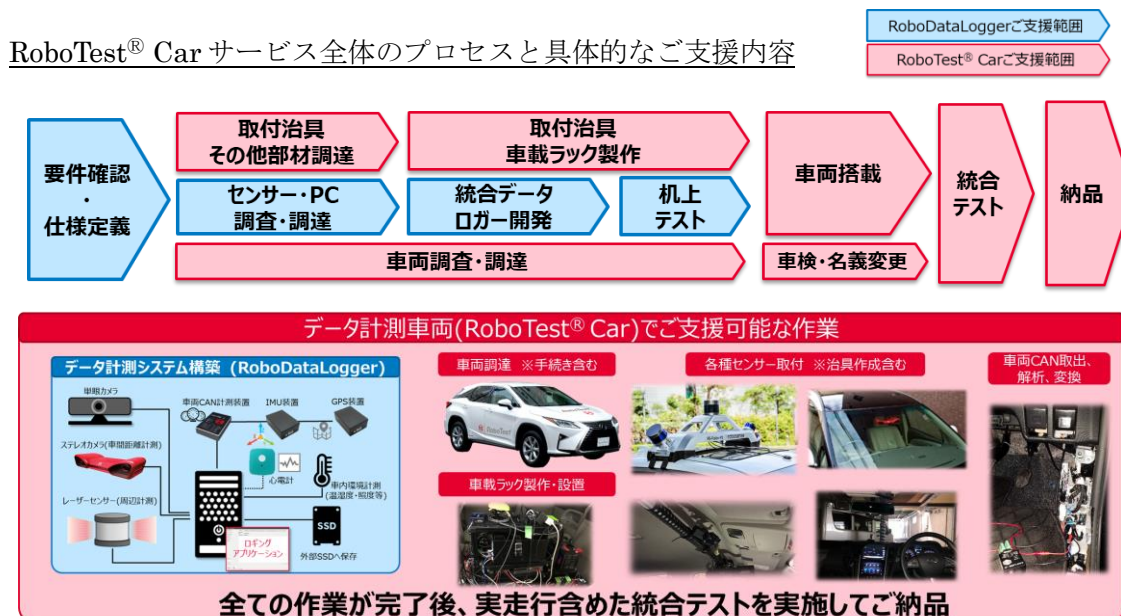 RoboTest® Car サービス全体のプロセスと具体的なご支援内容
RoboDataLoggerご支援範囲
RoboTest® Carご支援範囲
要件確認
・
仕様定義
取付治具
その他部材調達
取付治具
車載ラック製作
センサー・PC
調査・調達
統合データ
ロガー開発
机上
テスト
車両調査・調達
車両搭載
車検・名義変更
統合
テスト
納品
データ計測車両(RoboTest® Car)でご支援可能な作業
データ計測システム構築 (RoboDataLogger)
単眼カメラ
車両CAN計測装置
IMU装置
GPS装置
ステレオカメラ(車間距離計測)
心電計
車内環境計測
(温湿度・照度等)
レーザーセンサー(周辺計測)
SSD
ロギング
アプリケーション
外部SSDへ保存
車両調達 ※手続き含む
RoboTest
車載ラック製作・設置
各種センサー取付 ※治具作成含む
車両CAN取出、
解析、変換
全ての作業が完了後、実走行含めた統合テストを実施してご納品